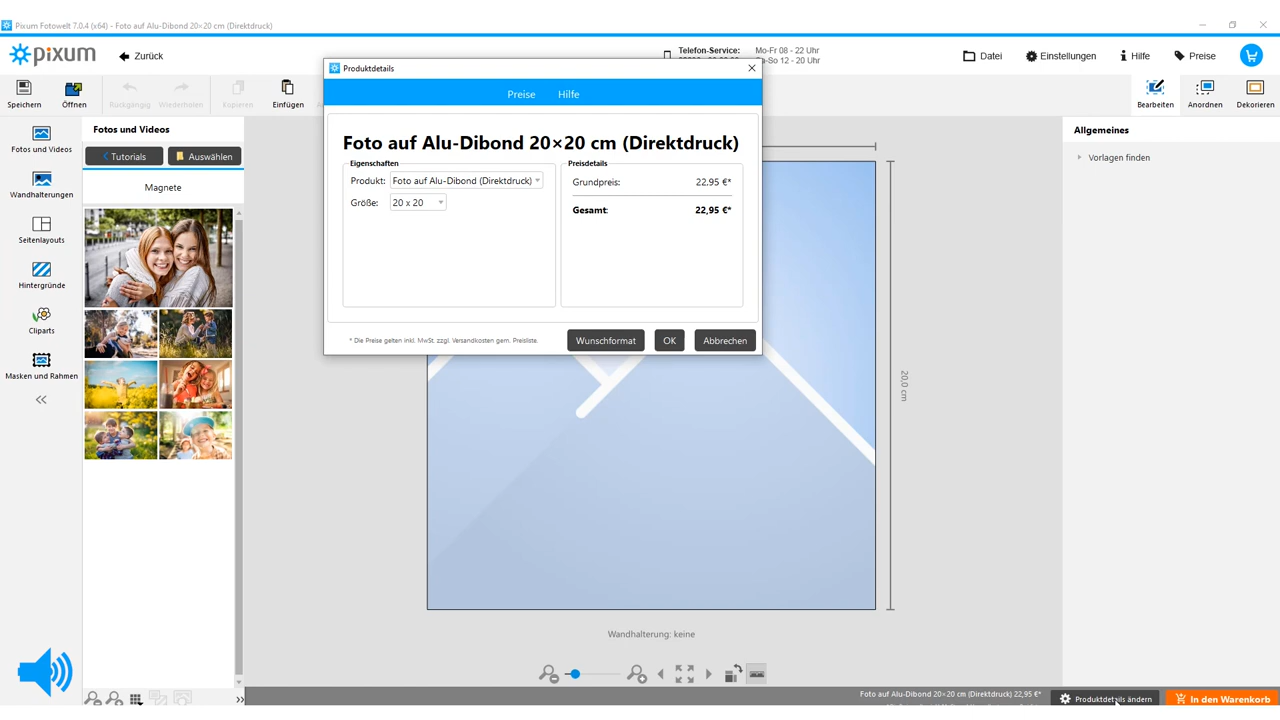 Pixum Fotowelt 7.0.4 (x64) - Foto auf Alu-Dibond 20×20 cm (Direktdruck)
pixum
Zurück
Telefon-Service:
Mo-Fr 08 - 22 Uhr
Sa-So 12 - 20 Uhr
Datei
Einstellungen
Hilfe
Preise
Speichern
Öffnen
Rückgängig
Wiederholen
Kopieren
Einfügen
Bearbeiten
Anordnen
Dekorieren
Fotos und Videos
Wandhalterungen
Seitenlayouts
Hintergründe
Cliparts
Masken und Rahmen
Fotos und Videos
Tutorials
Auswählen
Magnete
Produktdetails
Preise
Hilfe
Foto auf Alu-Dibond 20×20 cm (Direktdruck)
Eigenschaften
Produkt: Foto auf Alu-Dibond (Direktdruck)
Größe: 20 x 20
Preisdetails
Grundpreis: 22,95 €*
Gesamt: 22,95 €*
* Die Preise gelten inkl. MwSt. zzgl. Versandkosten gem. Preisliste.
Wunschformat
OK
Abbrechen
20.0 cm
Wandhalterung: keine
Allgemeines
Vorlagen finden
Foto auf Alu-Dibond 20×20 cm (Direktdruck) 22,95 €*
Produktdetails ändern
In den Warenkorb